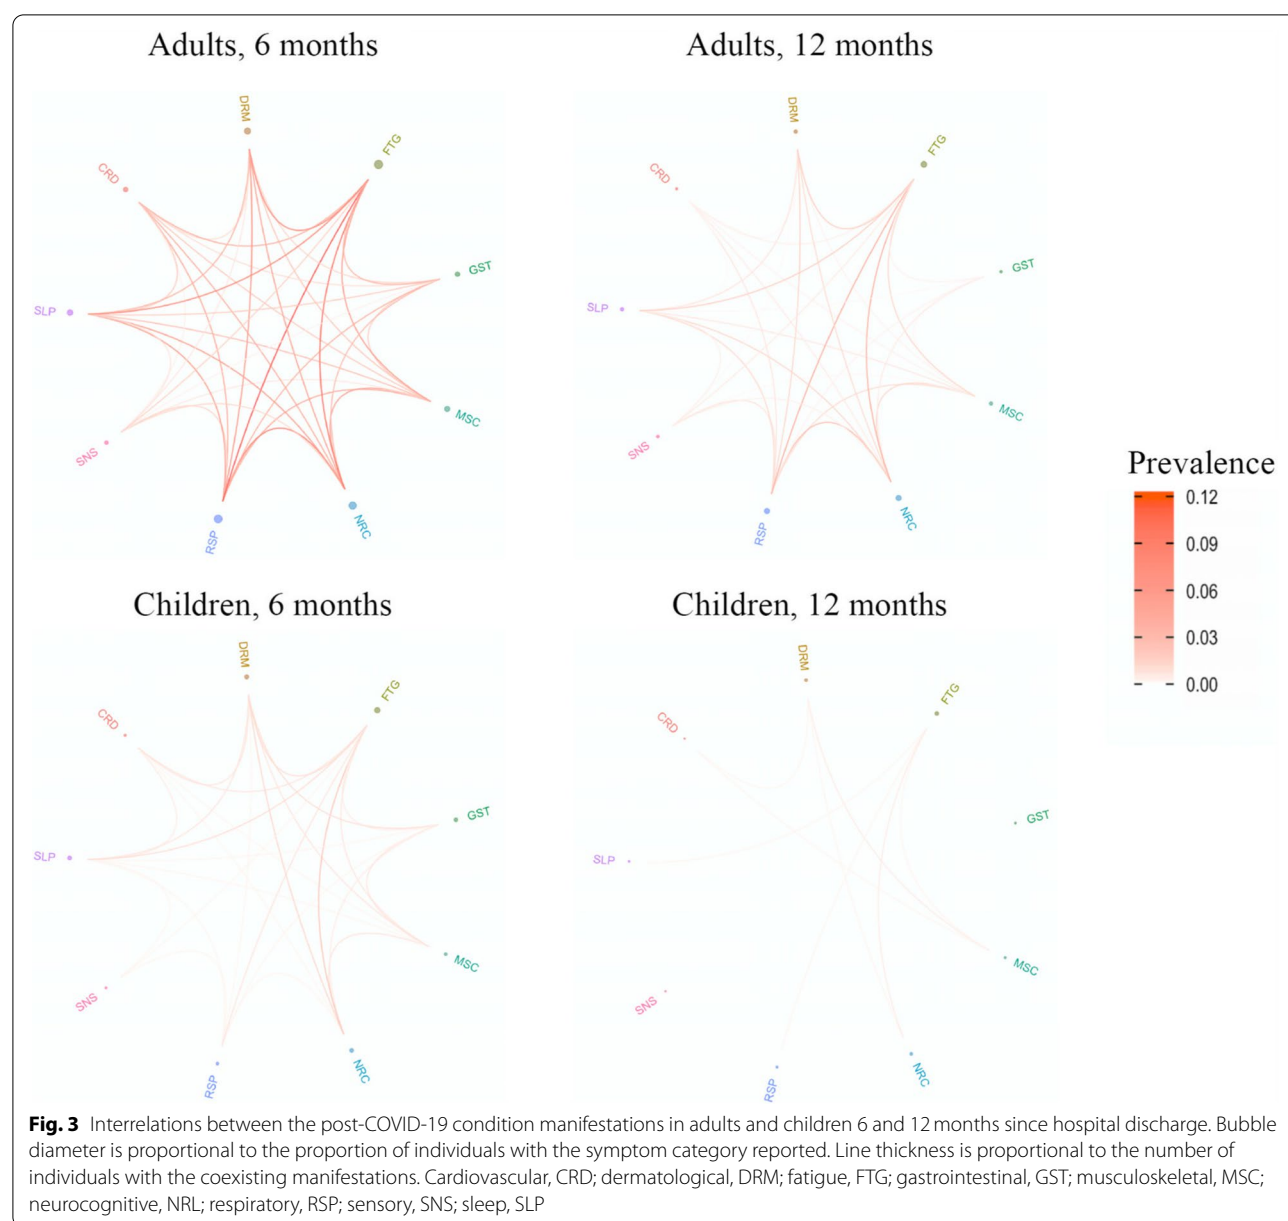 Adults, 6 months
Adults, 12 months
DRM
FTG
CRD
GST
SLP
MSC
SNS
NRC
RSP
DRM
FTG
CRD
GST
SLP
MSC
SNS
NRC
RSP
Prevalence
0.12
0.09
0.06
0.03
0.00
Children, 6 months
Children, 12 months
DRM
FTG
CRD
GST
SLP
MSC
SNS
NRC
RSP
DRM
FTG
CRD
GST
SLP
MSC
SNS
NRC
RSP
Fig. 3 Interrelations between the post-COVID-19 condition manifestations in adults and children 6 and 12 months since hospital discharge. Bubble
diameter is proportional to the proportion of individuals with the symptom category reported. Line thickness is proportional to the number of
individuals with the coexisting manifestations. Cardiovascular, CRD; dermatological, DRM; fatigue, FTG; gastrointestinal, GST; musculoskeletal, MSC;
neurocognitive, NRL; respiratory, RSP; sensory, SNS; sleep, SLP